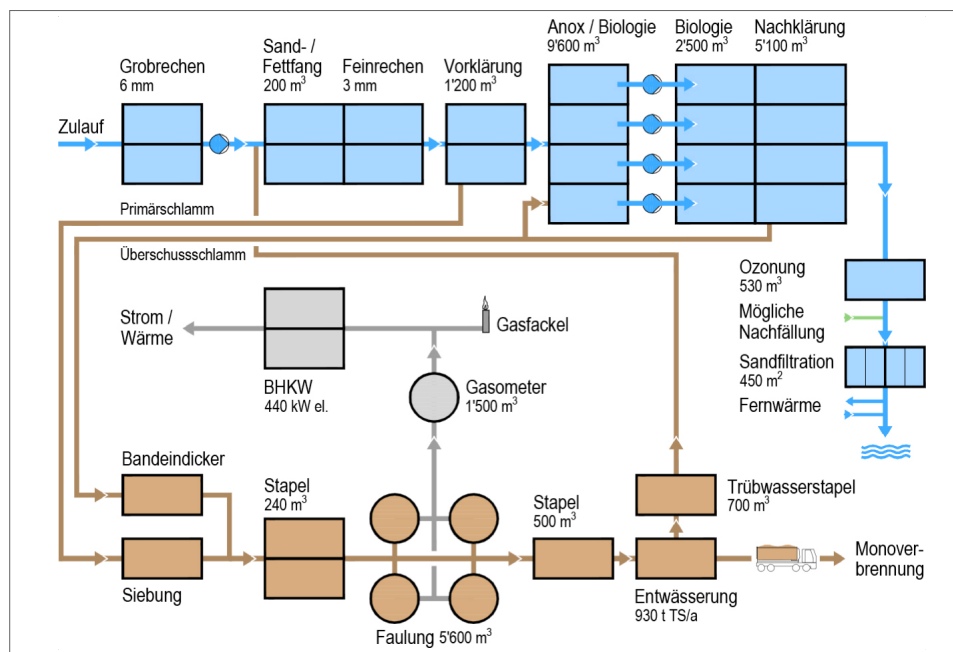 Zulauf
Grobrechen
6 mm
Sand- /
Fettfang
200 m³
Feinrechen
3 mm
Vorklärung
1'200 m³
Anox / Biologie
9'600 m³
Biologie
2'500 m³
Nachklärung
5'100 m³
Primärschlamm
Überschussschlamm
Ozonung
530 m³
Mögliche
Nachfällung
Sandfiltration
450 m²
Fernwärme
Strom /
Wärme
BHKW
440 kW el.
Gasfackel
Gasometer
1'500 m³
Bandeindicker
Siebung
Stapel
240 m³
Faulung 5'600 m³
Stapel
500 m³
Trübwasserstapel
700 m³
Entwässerung
930 t TS/a
Monover-
brennung